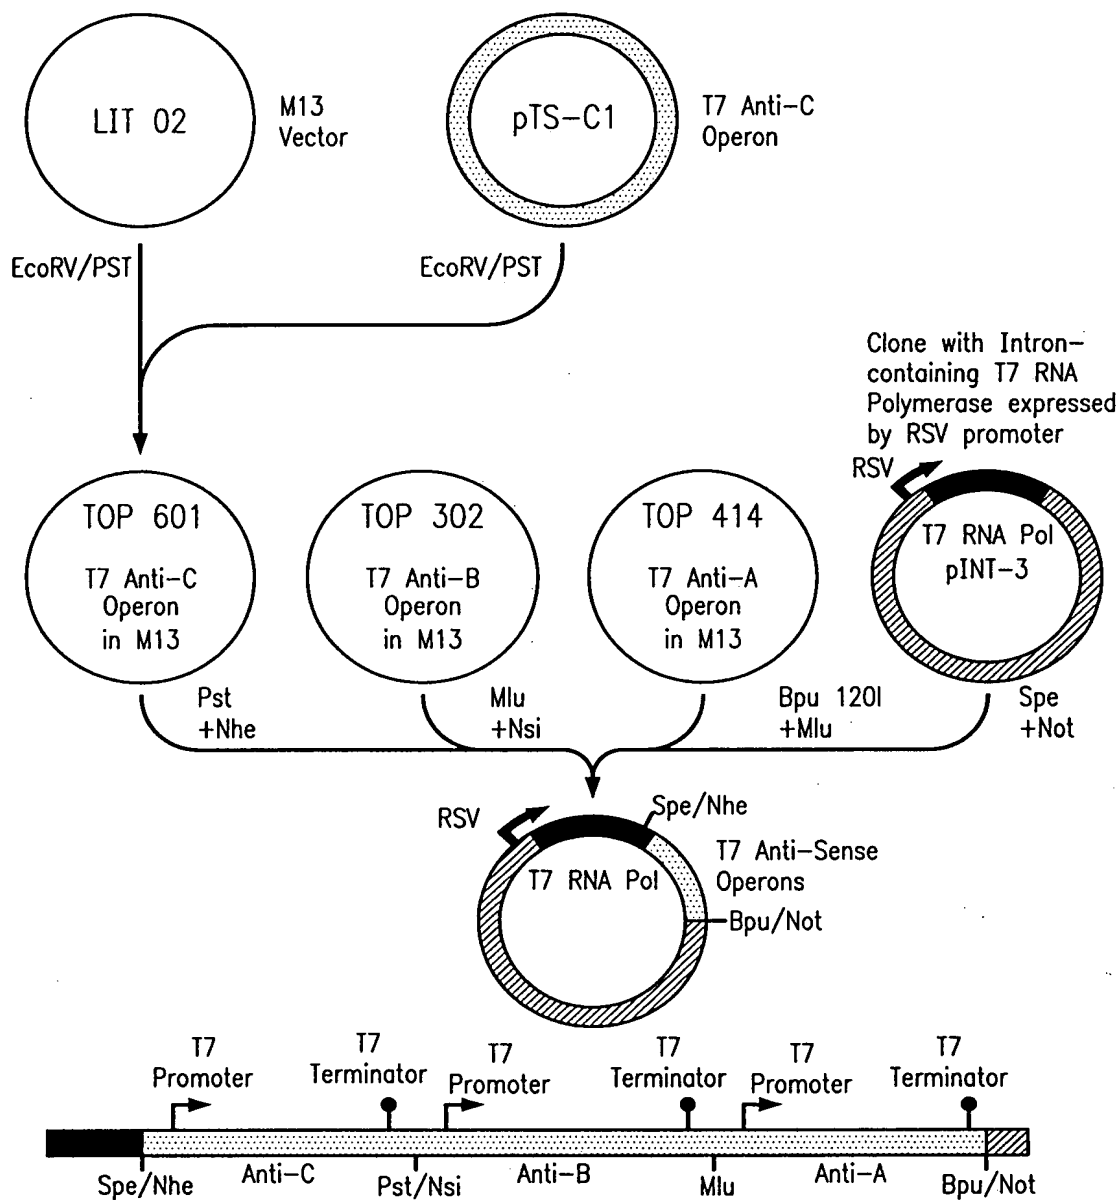 LIT 02
M13
Vector
pTS-C1
T7 Anti-C
Operon
EcoRV/PST
EcoRV/PST
Clone with Intron-
containing T7 RNA
Polymerase expressed
by RSV promoter
RSV
TOP 601
T7 Anti-C
Operon
in M13
TOP 302
T7 Anti-B
Operon
in M13
TOP 414
T7 Anti-A
Operon
in M13
T7 RNA Pol
pINT-3
Pst
+Nhe
Mlu
+Nsi
Bpu 120I
+Mlu
Spe
+Not
RSV
Spe/Nhe
T7 RNA Pol
T7 Anti-Sense
Operons
Bpu/Not
T7
Promoter
T7
Terminator
T7
Promoter
T7
Terminator
T7
Promoter
T7
Terminator
Spe/Nhe
Anti-C
Pst/Nsi
Anti-B
Mlu
Anti-A
Bpu/Not